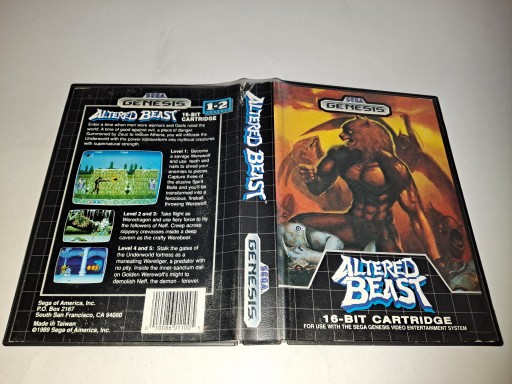 SEGA
GENESIS
1-2
ALTERED BEAST
16-BIT CARTRIDGE
Enter a time when men were warriors and Gods ruled the
world. A time of good against evil, a place of danger.
Summoned by Zeus to rescue Athena, you will infiltrate the
Underworld with the power to transform into mythical creatures
with supernatural strength.
Level 1: Become
a savage Werewolf
and use teeth and
nails to shred your
enemies to pieces.
Capture three of
the elusive Spirit
Balls and you'll be
transformed into a
ferocious, fireball
throwing Werewolf.
Level 2 and 3: Take flight as
Weredragon and use fiery force to fry
the followers of Neff. Creep across
slippery crevasses inside a deep
cavern as the crafty Werebear.
Level 4 and 5: Stalk the gates of
the Underworld fortress as a
maneating Weretiger, a predator with
no pity. Inside the inner-sanctum call
on Golden Werewolf's might to
demolish Neff, the demon - forever.
Sega of America, Inc.
P.O. Box 2167
South San Francisco, CA 94080
Made in Taiwan
©1989 Sega of America, Inc.
ALTERED
BEAST
SEGA
GENESIS
SEGA
GENESIS
ALTERED
BEAST
16-BIT CARTRIDGE
FOR USE WITH THE SEGA GENESIS VIDEO ENTERTAINMENT SYSTEM